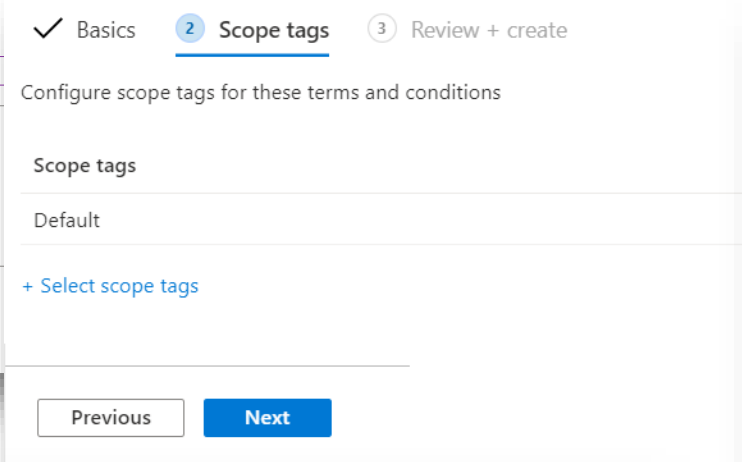 Basics 2 Scope tags 3 Review + create
Configure scope tags for these terms and conditions
Scope tags
Default
+ Select scope tags
Previous Next